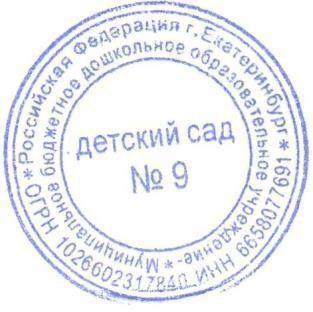 * Российская Федерация г. Екатеринбург *
ОГРН 1026602317840 ИНН 6658077691
* Муниципальное бюджетное дошкольное образовательное учреждение-
детский сад
№ 9